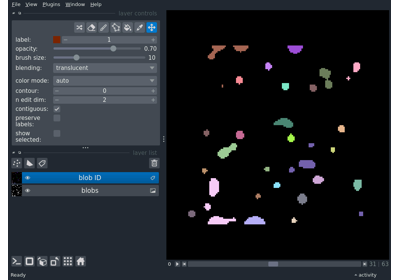 File View Plugins Window Help
layer controls
label: 1
opacity: 0.70
brush size: 10
blending: translucent
color mode: auto
contour: 0
n edit dim: 2
contiguous:
preserve
labels:
show
selected:
layer list
blob ID
blobs
11 63
Ready
activity